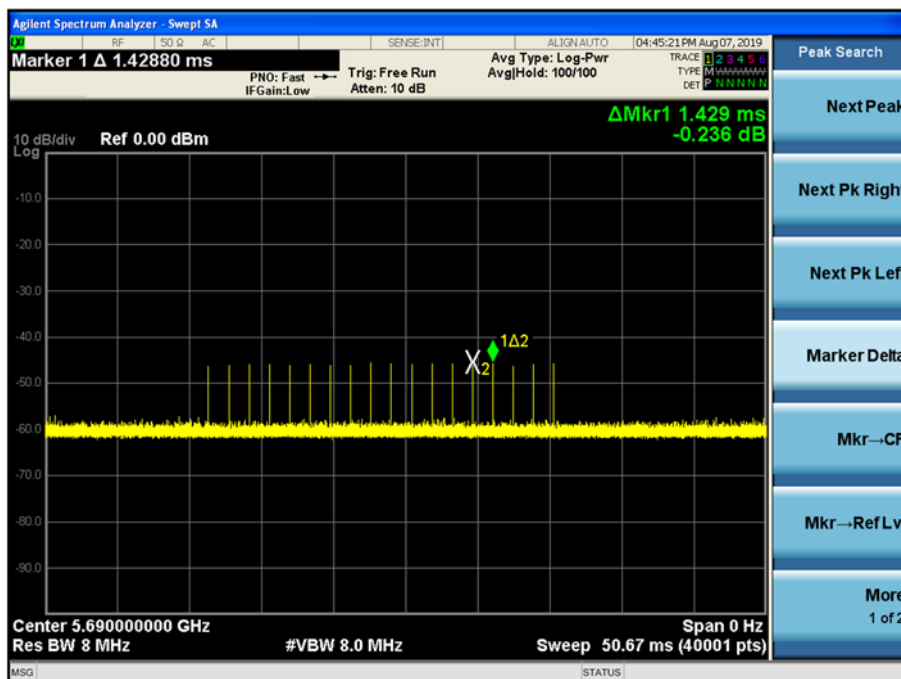 Agilent Spectrum Analyzer - Swept SA
LXI RF 50 Ω AC SENSE:INT ALIGNAUTO 04:45:21 PM Aug 07, 2019
Marker 1 Δ 1.42880 ms
PNO: Fast
IFGain:Low
Trig: Free Run
Atten: 10 dB
Avg Type: Log-Pwr
Avg|Hold: 100/100
TRACE 1 2 3 4 5 6
TYPE M
DET P N N N N N
ΔMkr1 1.429 ms
-0.236 dB
10 dB/div Ref 0.00 dBm
Log
-10.0
-20.0
-30.0
-40.0
-50.0
-60.0
-70.0
-80.0
-90.0
1Δ2
2
Center 5.690000000 GHz Span 0 Hz
Res BW 8 MHz #VBW 8.0 MHz Sweep 50.67 ms (40001 pts)
MSG STATUS
Peak Search
Next Peak
Next Pk Righ
Next Pk Lef
Marker Delta
Mkr→CF
Mkr→Ref Lv
More
1 of 2